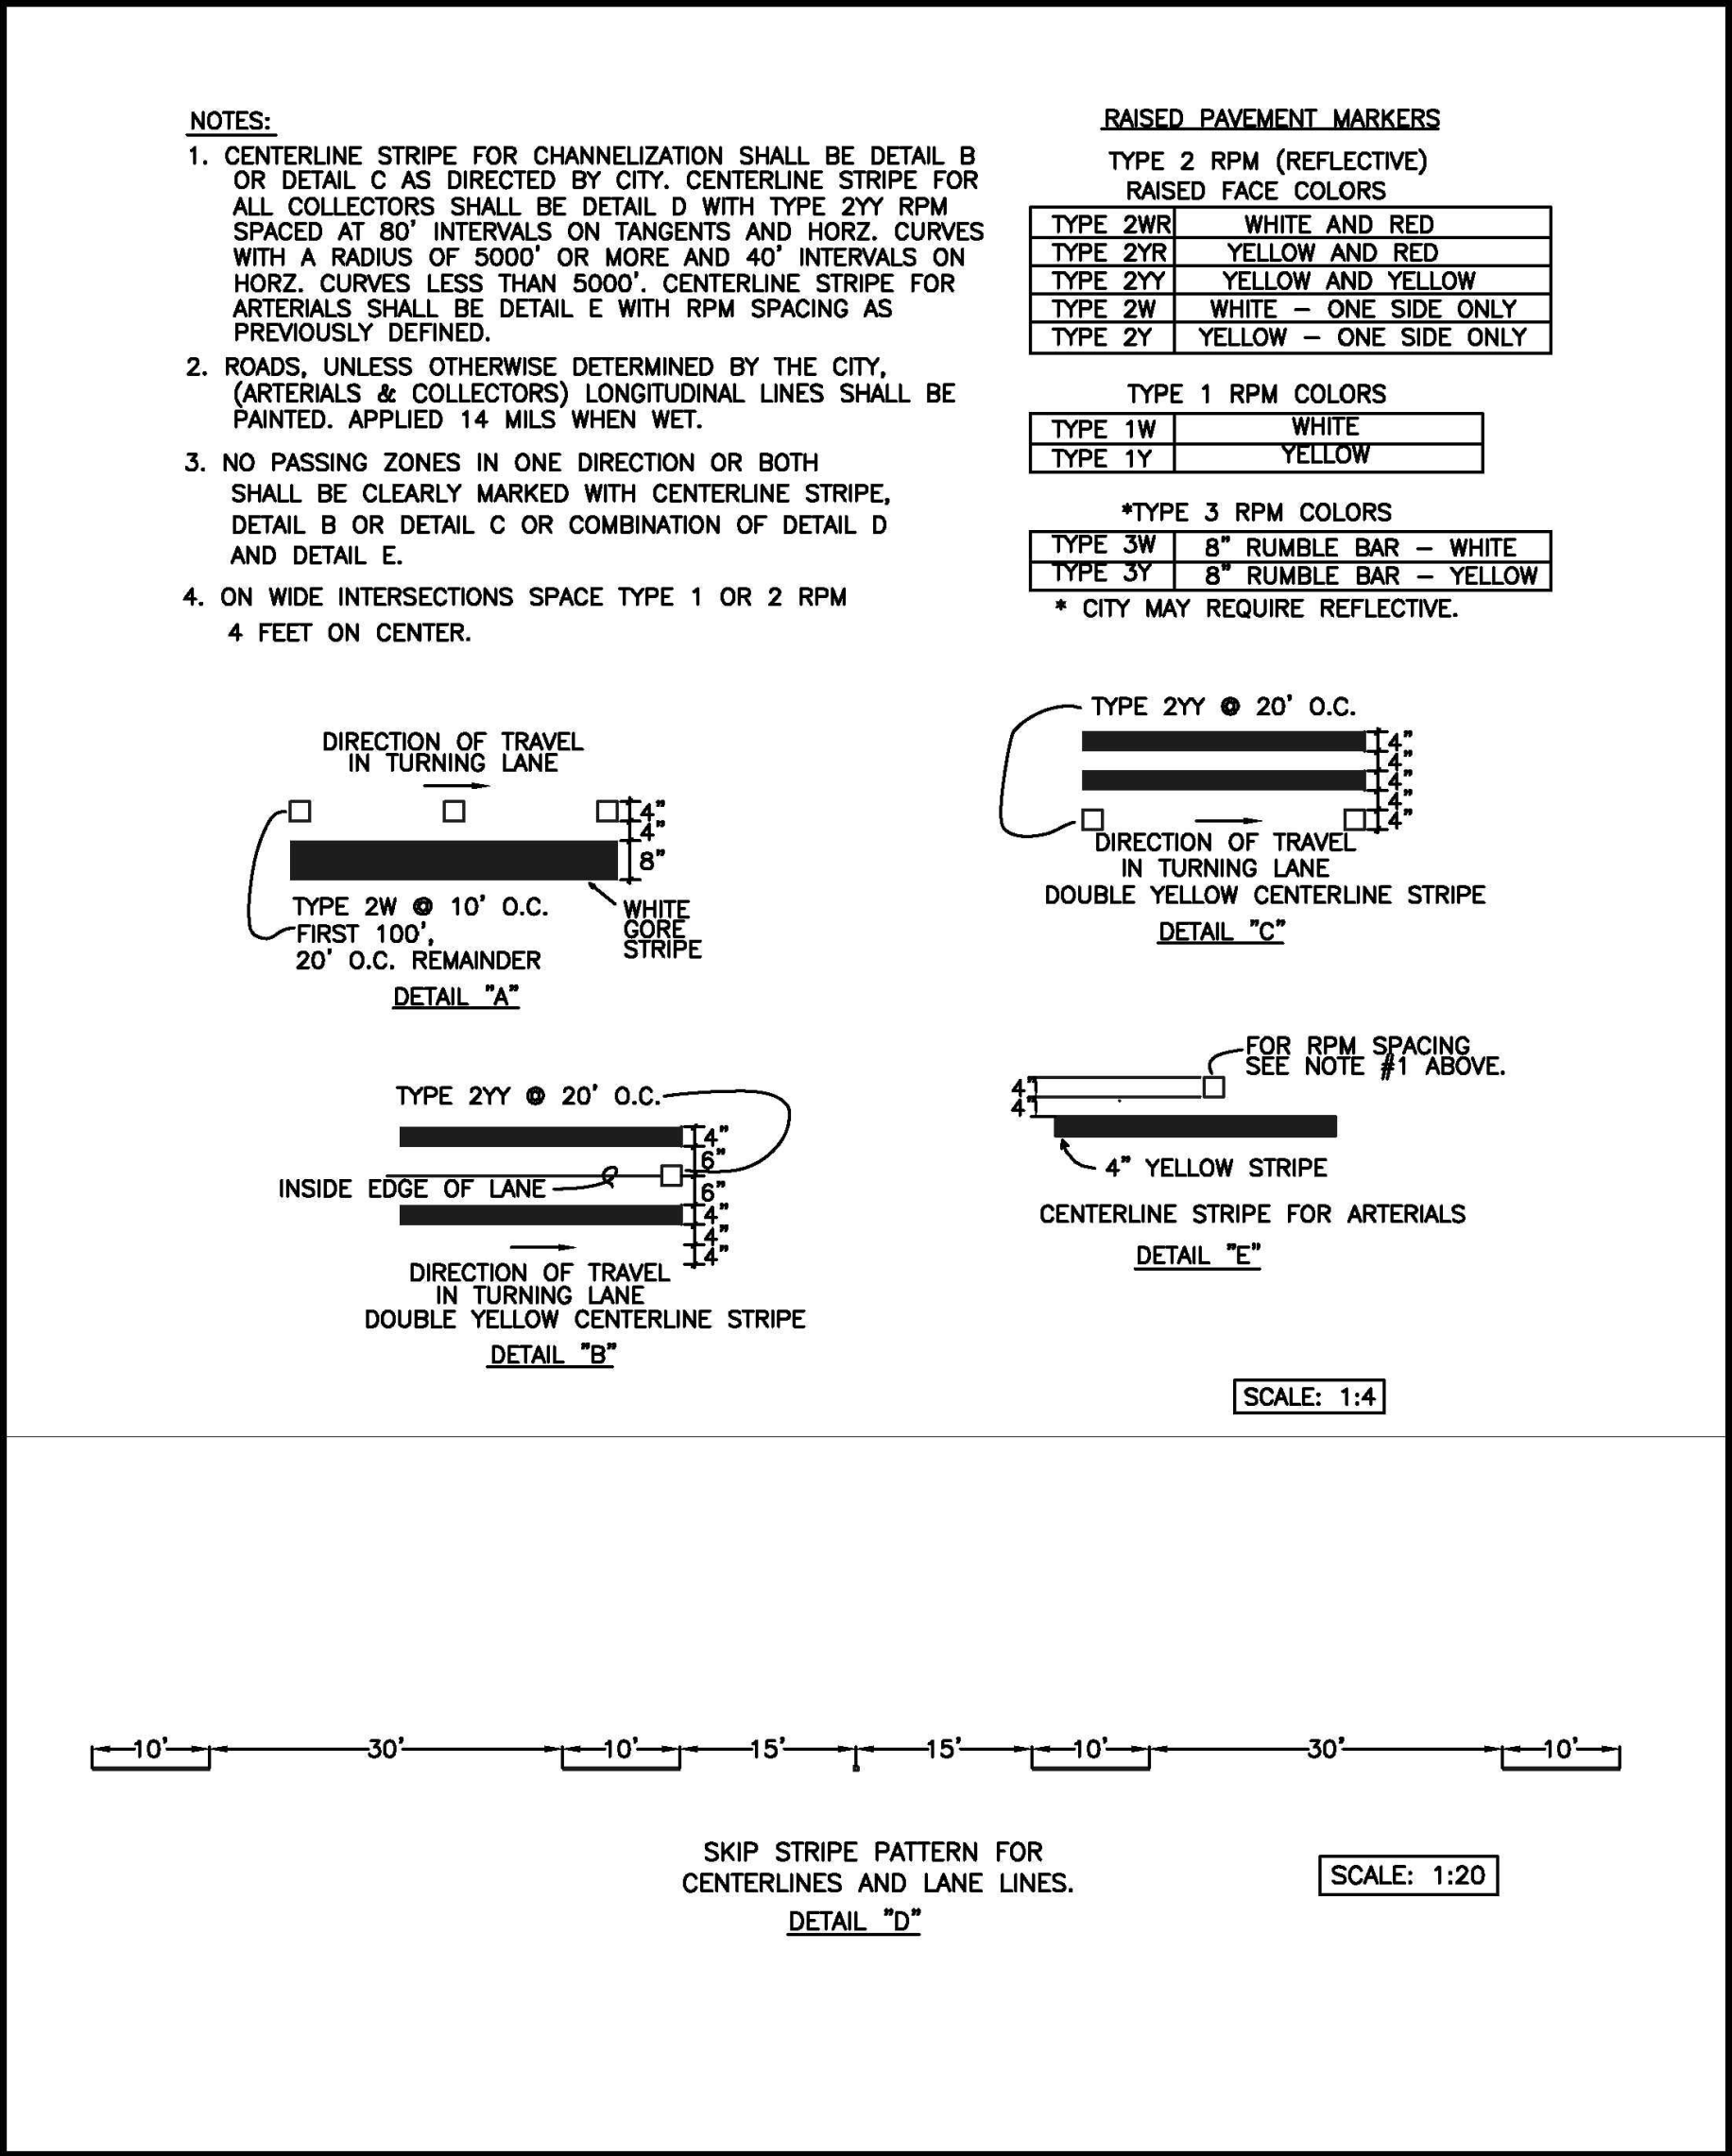 NOTES:
1. CENTERLINE STRIPE FOR CHANNELIZATION SHALL BE DETAIL B
OR DETAIL C AS DIRECTED BY CITY. CENTERLINE STRIPE FOR
ALL COLLECTORS SHALL BE DETAIL D WITH TYPE 2YY RPM
SPACED AT 80' INTERVALS ON TANGENTS AND HORZ. CURVES
WITH A RADIUS OF 5000' OR MORE AND 40' INTERVALS ON
HORZ. CURVES LESS THAN 5000'. CENTERLINE STRIPE FOR
ARTERIALS SHALL BE DETAIL E WITH RPM SPACING AS
PREVIOUSLY DEFINED.
2. ROADS, UNLESS OTHERWISE DETERMINED BY THE CITY,
(ARTERIALS & COLLECTORS) LONGITUDINAL LINES SHALL BE
PAINTED. APPLIED 14 MILS WHEN WET.
3. NO PASSING ZONES IN ONE DIRECTION OR BOTH
SHALL BE CLEARLY MARKED WITH CENTERLINE STRIPE,
DETAIL B OR DETAIL C OR COMBINATION OF DETAIL D
AND DETAIL E.
4. ON WIDE INTERSECTIONS SPACE TYPE 1 OR 2 RPM
4 FEET ON CENTER.
RAISED PAVEMENT MARKERS
TYPE 2 RPM (REFLECTIVE)
RAISED FACE COLORS
TYPE 2WR WHITE AND RED
TYPE 2YR YELLOW AND RED
TYPE 2YY YELLOW AND YELLOW
TYPE 2W WHITE - ONE SIDE ONLY
TYPE 2Y YELLOW - ONE SIDE ONLY
TYPE 1 RPM COLORS
TYPE 1W WHITE
TYPE 1Y YELLOW
*TYPE 3 RPM COLORS
TYPE 3W 8" RUMBLE BAR - WHITE
TYPE 3Y 8" RUMBLE BAR - YELLOW
* CITY MAY REQUIRE REFLECTIVE.
DIRECTION OF TRAVEL
IN TURNING LANE
4"
4"
8"
TYPE 2W @ 10' O.C.
FIRST 100',
20' O.C. REMAINDER
WHITE
GORE
STRIPE
DETAIL "A"
TYPE 2YY @ 20' O.C.
4"
4"
4"
4"
4"
DIRECTION OF TRAVEL
IN TURNING LANE
DOUBLE YELLOW CENTERLINE STRIPE
DETAIL "C"
TYPE 2YY @ 20' O.C.
4"
6"
6"
4"
4"
4"
INSIDE EDGE OF LANE
DIRECTION OF TRAVEL
IN TURNING LANE
DOUBLE YELLOW CENTERLINE STRIPE
DETAIL "B"
FOR RPM SPACING
SEE NOTE #1 ABOVE.
4"
4"
4" YELLOW STRIPE
CENTERLINE STRIPE FOR ARTERIALS
DETAIL "E"
SCALE: 1:4
10' 30' 10' 15' 15' 10' 30' 10'
SKIP STRIPE PATTERN FOR
CENTERLINES AND LANE LINES.
DETAIL "D"
SCALE: 1:20